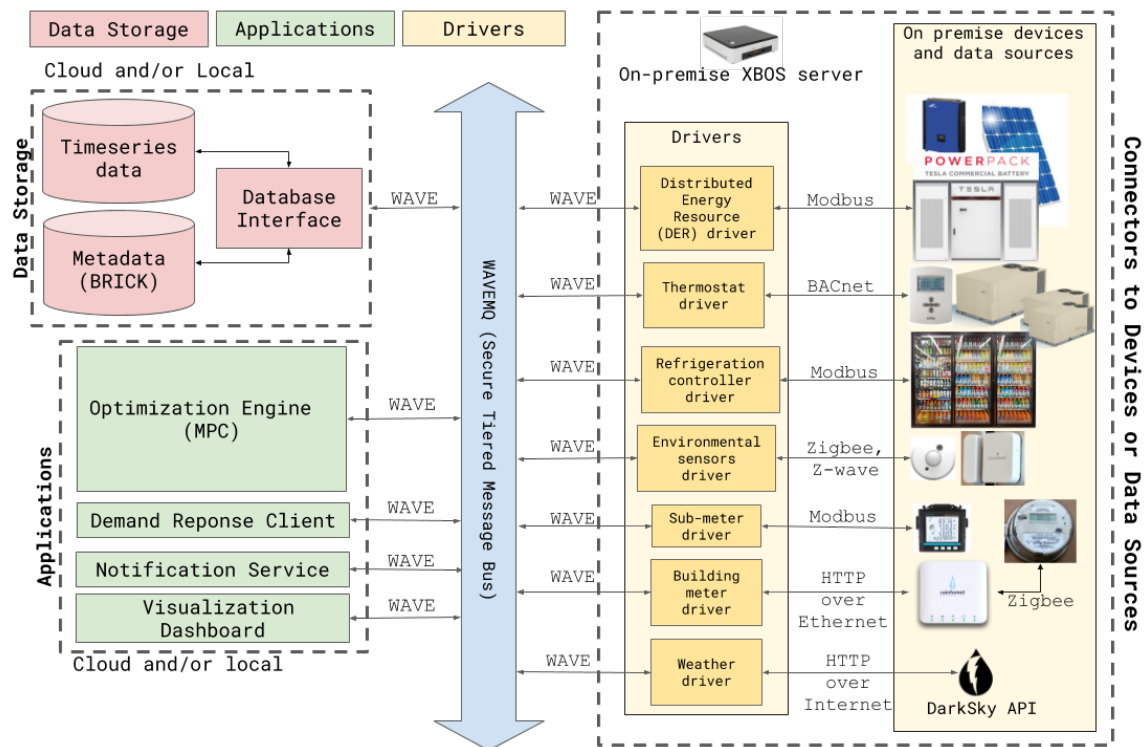 Data Storage
Applications
Drivers
Cloud and/or Local
Data Storage
Timeseries
data
Metadata
(BRICK)
Database
Interface
WAVE
Applications
Optimization Engine
(MPC)
WAVE
Demand Reponse Client
WAVE
Notification Service
WAVE
Visualization
Dashboard
WAVE
Cloud and/or local
WAVEMQ (Secure Tiered Message Bus)
On-premise XBOS server
Drivers
WAVE
Distributed
Energy
Resource
(DER) driver
Modbus
WAVE
Thermostat
driver
BACnet
WAVE
Refrigeration
controller
driver
Modbus
WAVE
Environmental
sensors
driver
Zigbee,
Z-wave
WAVE
Sub-meter
driver
Modbus
WAVE
Building
meter
driver
HTTP
over
Ethernet
WAVE
Weather
driver
HTTP
over
Internet
On premise devices
and data sources
POWERPACK
TESLA COMMERCIAL BATTERY
TESLA
rainforest
Zigbee
DarkSky API
Connectors to Devices or Data Sources